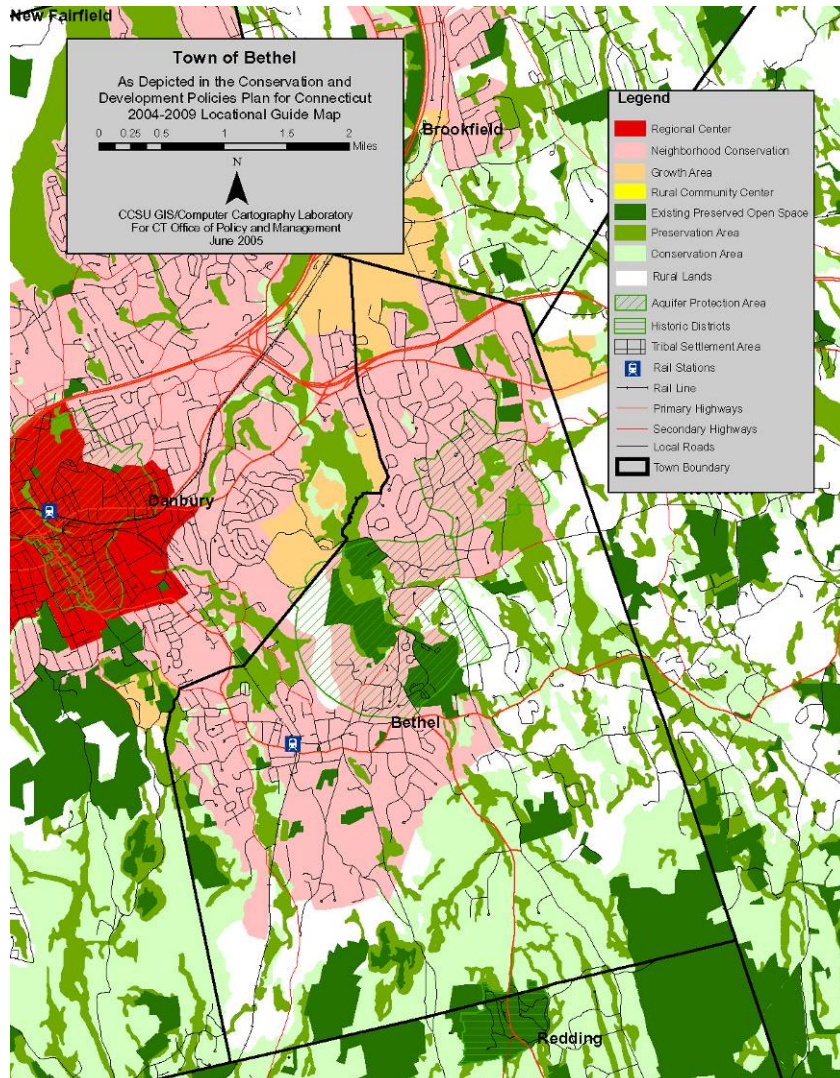 New Fairfield
Town of Bethel
As Depicted in the Conservation and
Development Policies Plan for Connecticut
2004-2009 Locational Guide Map
0 0.25 0.5 1 1.5 2
Miles
N
CCSU GIS/Computer Cartography Laboratory
For CT Office of Policy and Management
June 2005
Brookfield
Legend
Regional Center
Neighborhood Conservation
Growth Area
Rural Community Center
Existing Preserved Open Space
Preservation Area
Conservation Area
Rural Lands
Aquifer Protection Area
Historic Districts
Tribal Settlement Area
Rail Stations
Rail Line
Primary Highways
Secondary Highways
Local Roads
Town Boundary
Danbury
Bethel
Redding